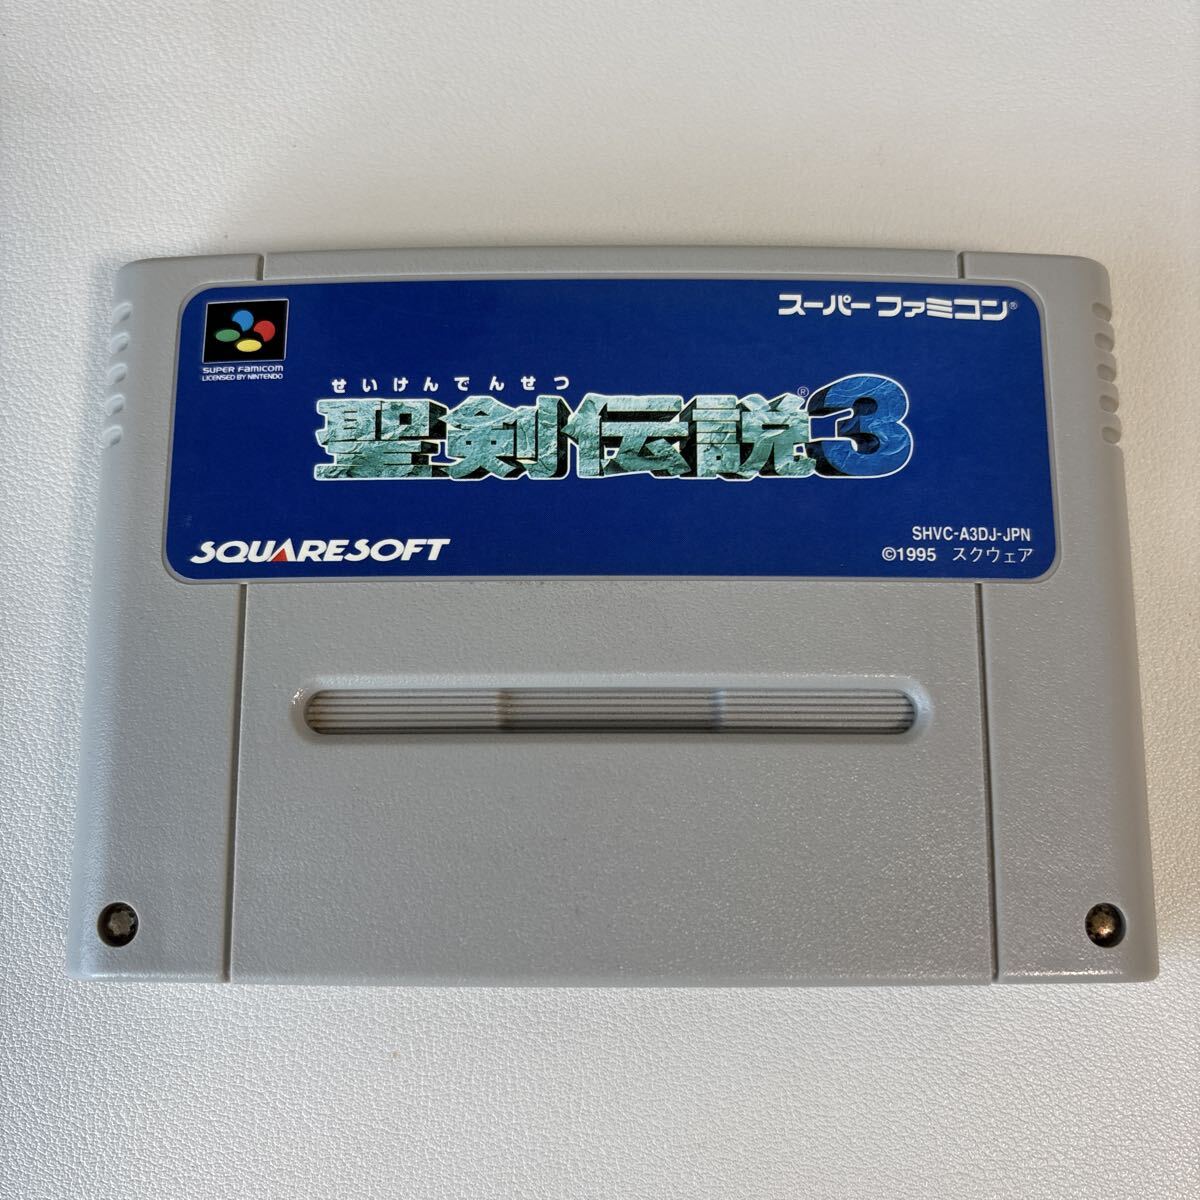 スーパーファミコン®
SUPER FAMICOM
LICENSED BY NINTENDO
せいけんでんせつ
聖剣伝説3®
SQUARESOFT
SHVC-A3DJ-JPN
©1995 スクウェア